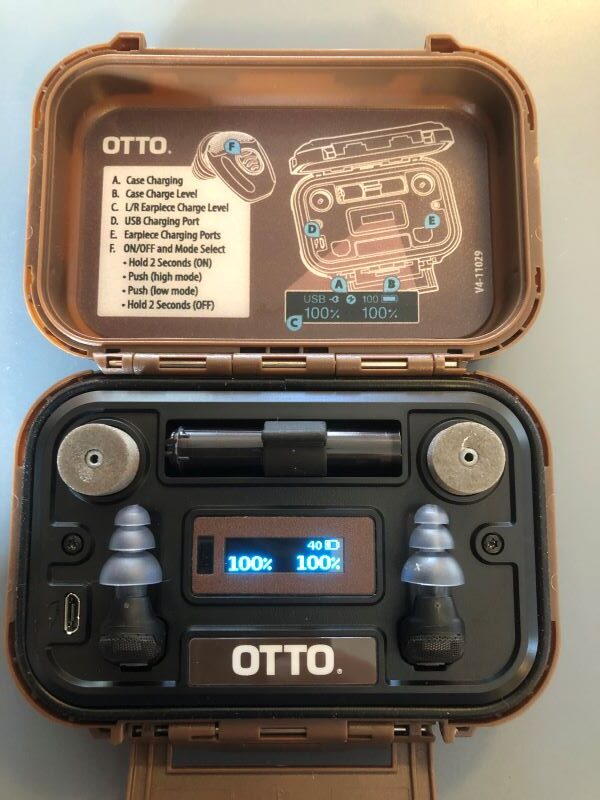 OTTO.
F
A. Case Charging
B. Case Charge Level
C. L/R Earpiece Charge Level
D. USB Charging Port
E. Earpiece Charging Ports
F. ON/OFF and Mode Select
• Hold 2 Seconds (ON)
• Push (high mode)
• Push (low mode)
• Hold 2 Seconds (OFF)
D
E
A
B
USB 100
C
100% 100%
V4-11029
40
100% 100%
OTTO.